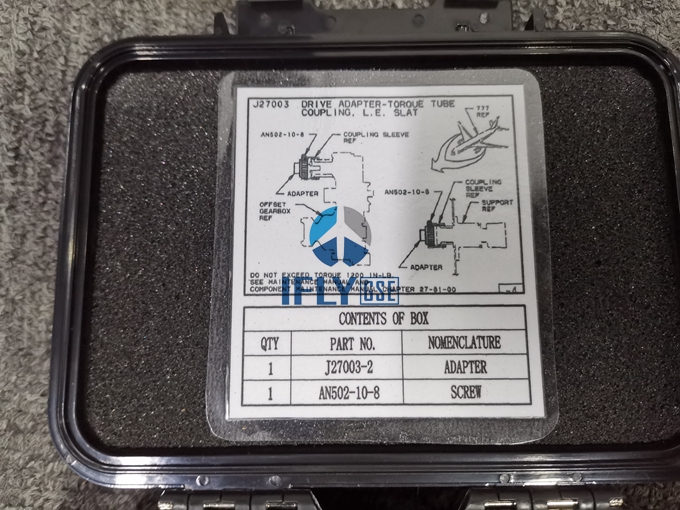 J27003 DRIVE ADAPTER-TORQUE TUBE
COUPLING, L.E. SLAT
AN502-10-8
COUPLING SLEEVE
REF
777
REF
ADAPTER
OFFSET
GEARBOX
REF
AN502-10-8
COUPLING
SLEEVE
REF
SUPPORT
REF
ADAPTER
DO NOT EXCEED TORQUE 1200 IN-LB
SEE MAINTENANCE MANUAL AND
COMPONENT MAINTENANCE MANUAL CHAPTER 27-81-00
-4
IFLY GSE
CONTENTS OF BOX
QTY PART NO. NOMENCLATURE
1 J27003-2 ADAPTER
1 AN502-10-8 SCREW